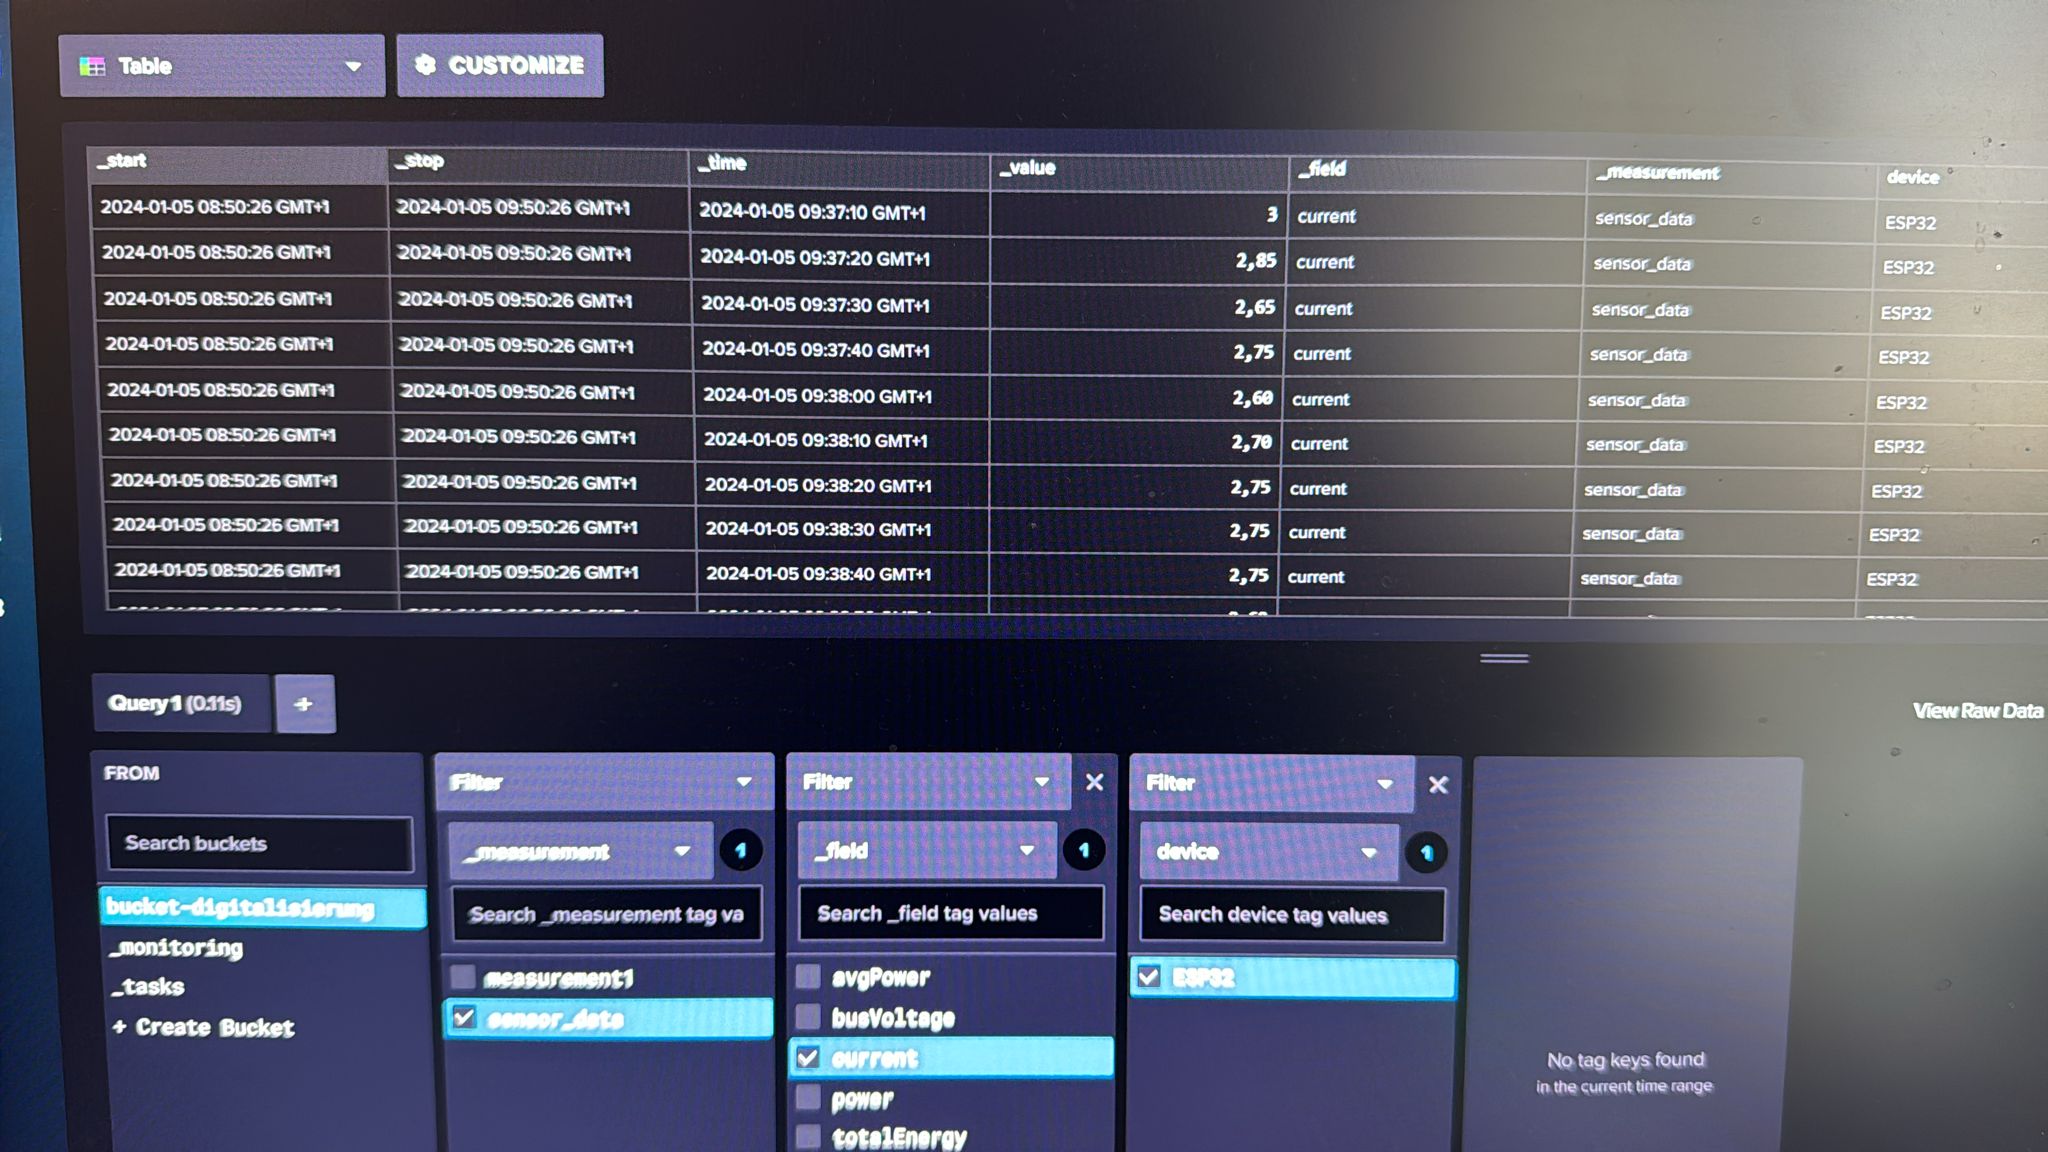 Table CUSTOMIZE
_start _stop _time _value _field _measurement device
2024-01-05 08:50:26 GMT+1 2024-01-05 09:50:26 GMT+1 2024-01-05 09:37:10 GMT+1 3 current sensor_data ESP32
2024-01-05 08:50:26 GMT+1 2024-01-05 09:50:26 GMT+1 2024-01-05 09:37:20 GMT+1 2,85 current sensor_data ESP32
2024-01-05 08:50:26 GMT+1 2024-01-05 09:50:26 GMT+1 2024-01-05 09:37:30 GMT+1 2,65 current sensor_data ESP32
2024-01-05 08:50:26 GMT+1 2024-01-05 09:50:26 GMT+1 2024-01-05 09:37:40 GMT+1 2,75 current sensor_data ESP32
2024-01-05 08:50:26 GMT+1 2024-01-05 09:50:26 GMT+1 2024-01-05 09:38:00 GMT+1 2,60 current sensor_data ESP32
2024-01-05 08:50:26 GMT+1 2024-01-05 09:50:26 GMT+1 2024-01-05 09:38:10 GMT+1 2,70 current sensor_data ESP32
2024-01-05 08:50:26 GMT+1 2024-01-05 09:50:26 GMT+1 2024-01-05 09:38:20 GMT+1 2,75 current sensor_data ESP32
2024-01-05 08:50:26 GMT+1 2024-01-05 09:50:26 GMT+1 2024-01-05 09:38:30 GMT+1 2,75 current sensor_data ESP32
2024-01-05 08:50:26 GMT+1 2024-01-05 09:50:26 GMT+1 2024-01-05 09:38:40 GMT+1 2,75 current sensor_data ESP32
Query 1 (0.11s) +
View Raw Data
FROM
Search buckets
bucket-digitalisierung
_monitoring
_tasks
+ Create Bucket
Filter
_measurement 1
Search _measurement tag va
measurement1
sensor_data
Filter
_field 1
Search _field tag values
avgPower
busVoltage
current
power
totalEnergy
Filter
device 1
Search device tag values
ESP32
No tag keys found
in the current time range